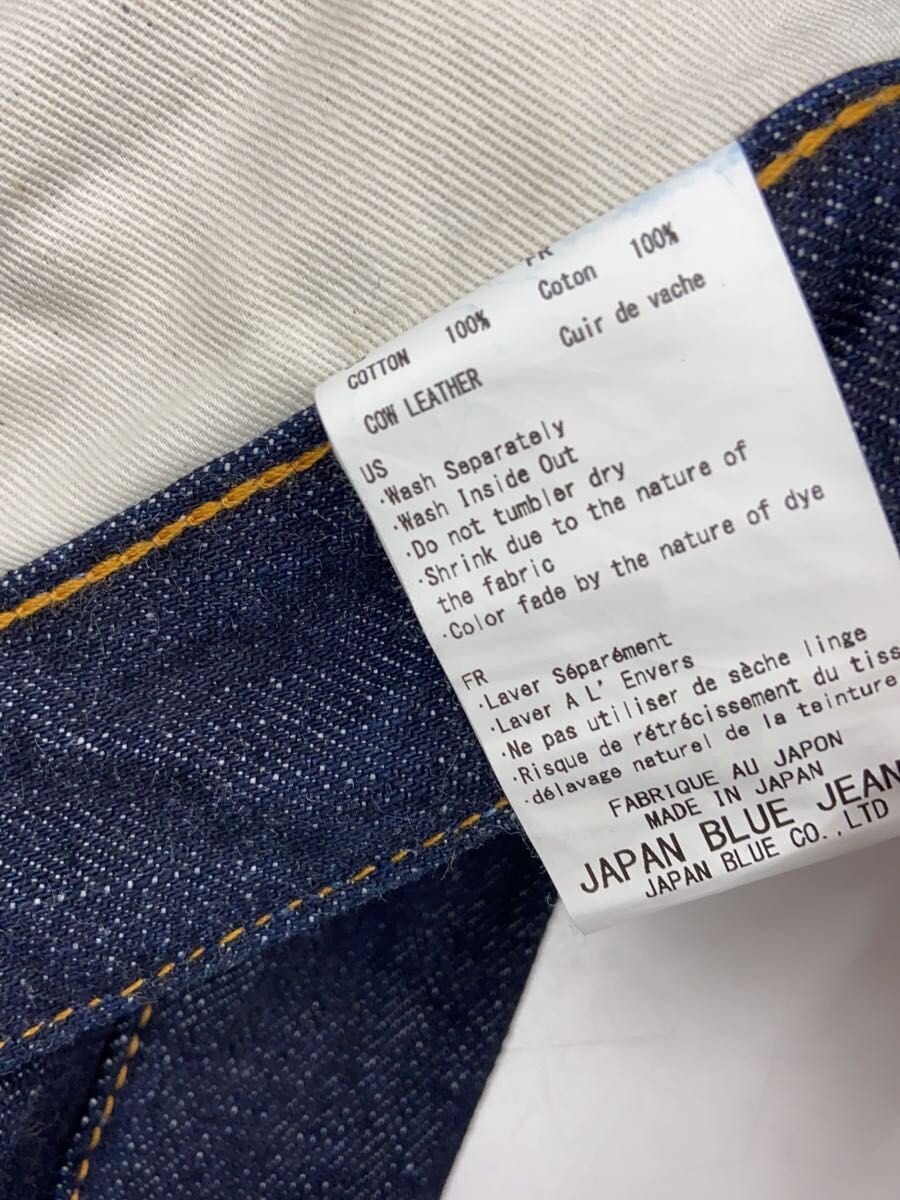 FR
COTTON 100% Coton 100%
COW LEATHER Cuir de vache
US
·Wash Separately
·Wash Inside Out
·Do not tumbler dry
·Shrink due to the nature of
the fabric
·Color fade by the nature of dye
FR
·Laver Séparément
·Laver A L' Envers
·Ne pas utiliser de sèche linge
·Risque de rétrécissement du tiss
·délavage naturel de la teinture
FABRIQUE AU JAPON
MADE IN JAPAN
JAPAN BLUE JEAN
JAPAN BLUE CO.,LTD